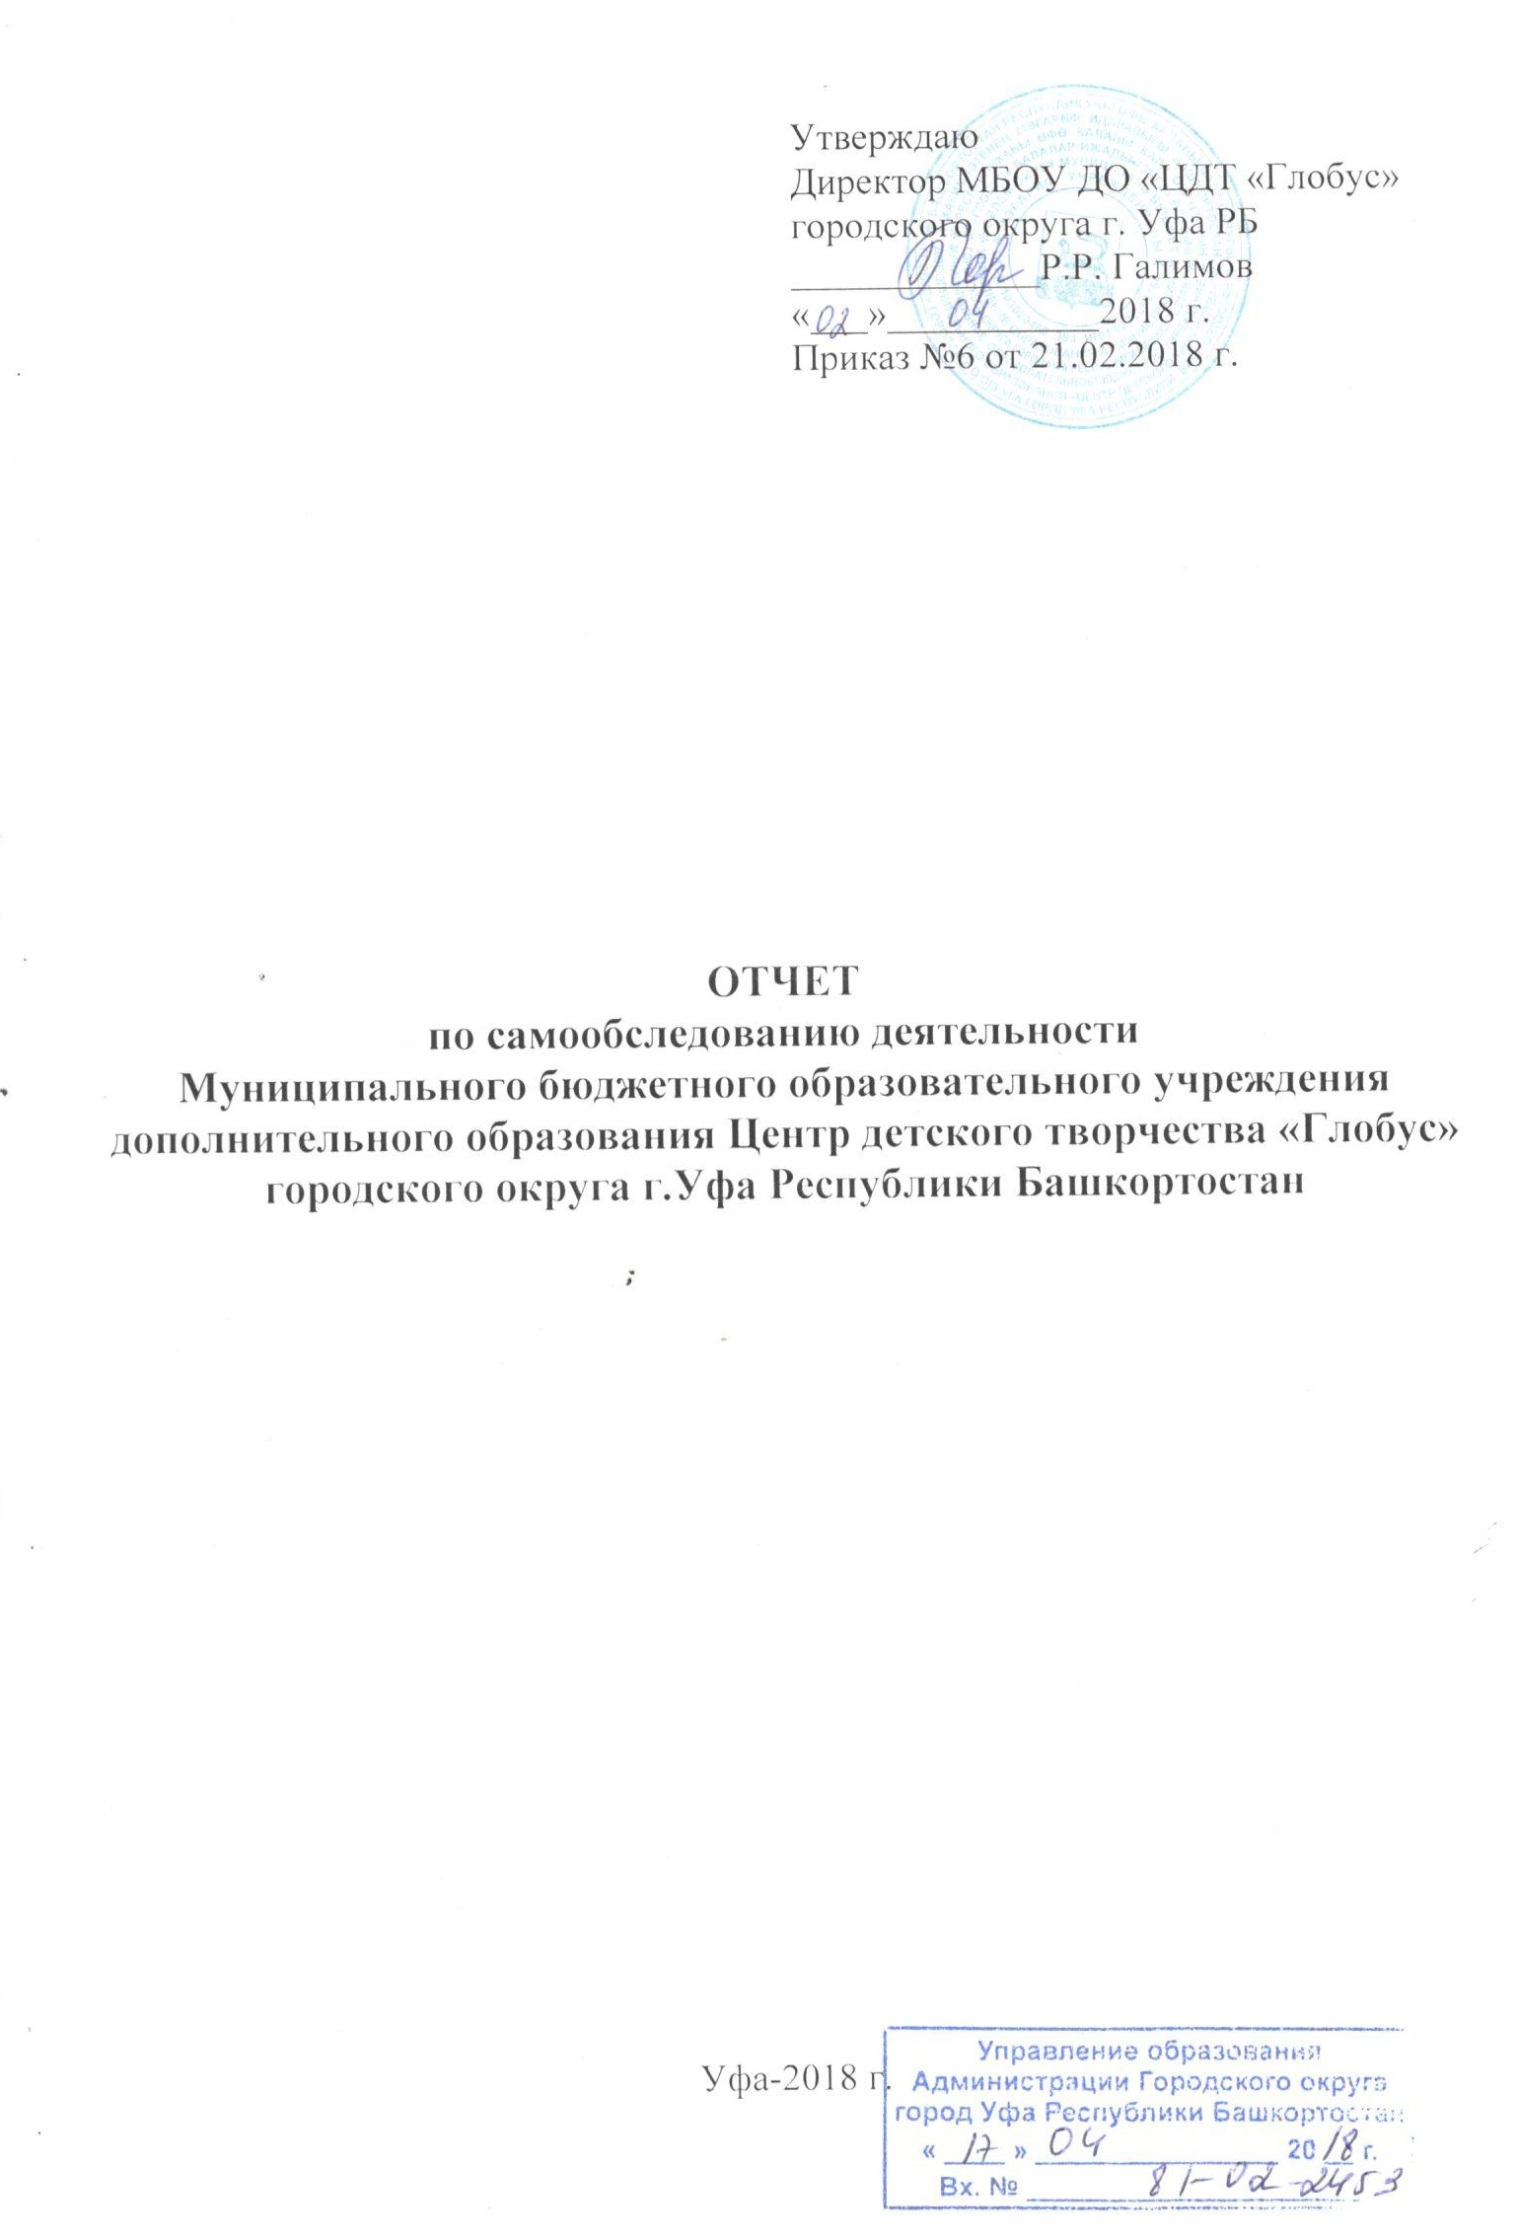 Утверждаю
Директор МБОУ ДО «ЦДТ «Глобус»
городского округа г. Уфа РБ
Р.Р. Галимов
«02» 04 2018 г.
Приказ №6 от 21.02.2018 г.
ОТЧЕТ
по самообследованию деятельности
Муниципального бюджетного образовательного учреждения
дополнительного образования Центр детского творчества «Глобус»
городского округа г.Уфа Республики Башкортостан
Уфа-2018 г.
Управление образования
Администрации Городского округа
город Уфа Республики Башкортостан
« 17 » 04 2018 г.
Вх. № 81-02-2453